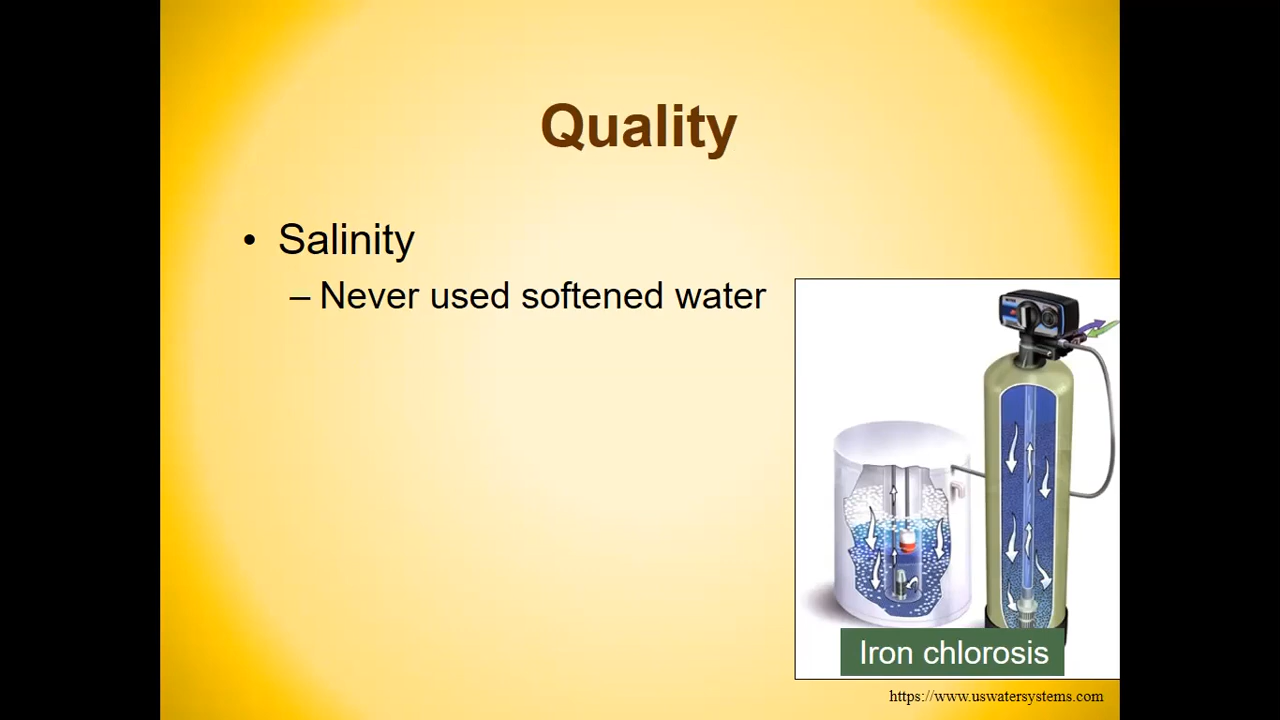 Quality
• Salinity
– Never used softened water
Iron chlorosis
https://www.uswatersystems.com